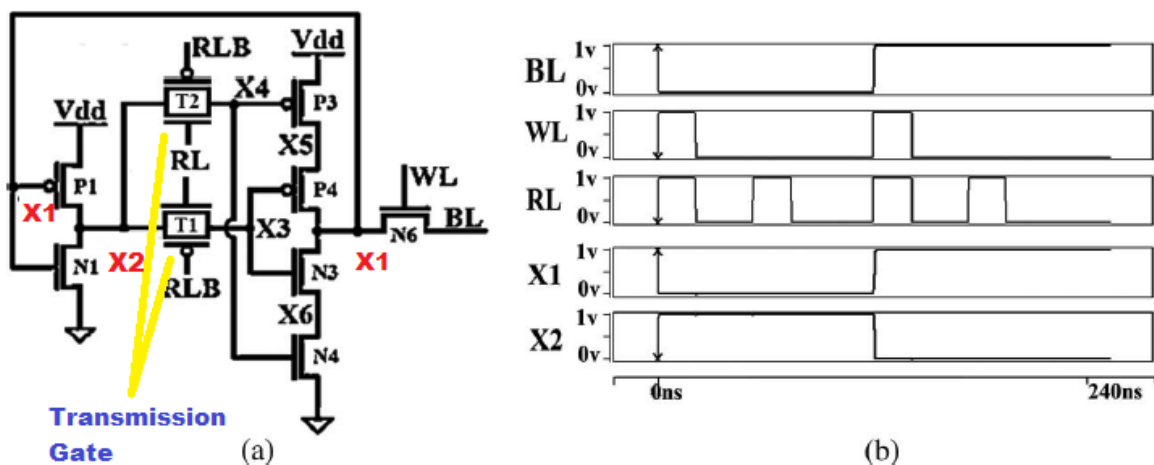 RLB
Vdd
X4
T2
P3
Vdd
X5
RL
P1
P4
WL
X1
T1
X3
BL
N6
X2
X1
N1
N3
RLB
X6
N4
Transmission
Gate
(a)
BL
1v
0v
WL
1v
0v
RL
1v
0v
X1
1v
0v
X2
1v
0v
0ns
240ns
(b)